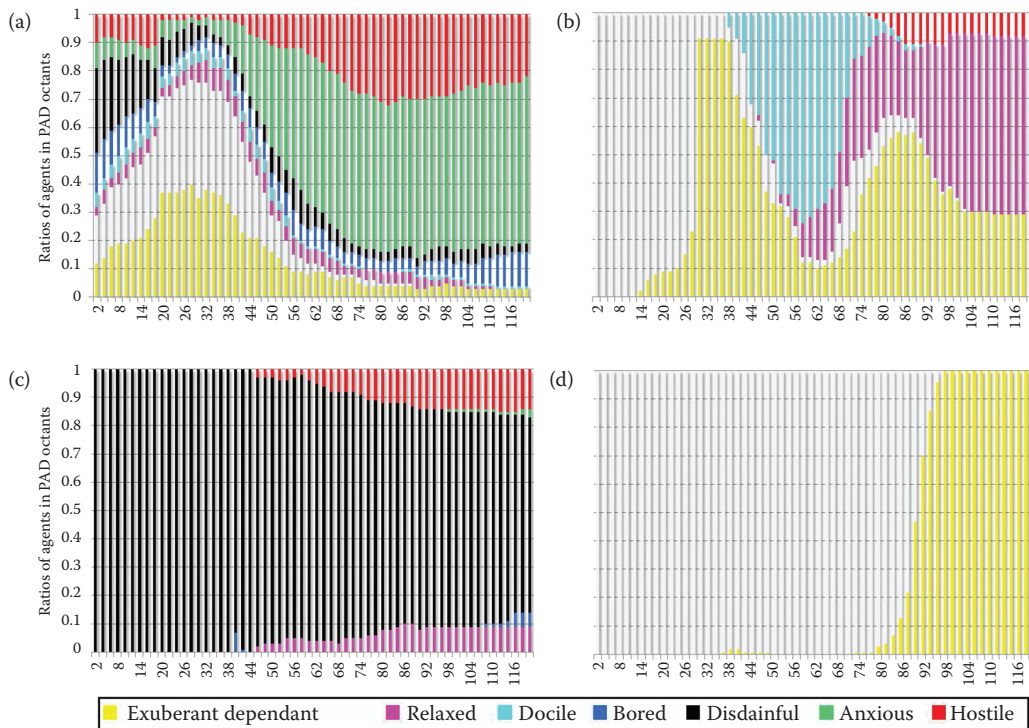 (a)
Ratios of agents in PAD octants
1
0.9
0.8
0.7
0.6
0.5
0.4
0.3
0.2
0.1
0
2 8 14 20 26 32 38 44 50 56 62 68 74 80 86 92 98 104 110 116
(b)
2 8 14 20 26 30 38 44 50 56 62 68 74 80 86 92 98 104 110 116
(c)
Ratios of agents in PAD octants
1
0.9
0.8
0.7
0.6
0.5
0.4
0.3
0.2
0.1
0
2 8 14 20 26 32 38 44 50 56 62 68 74 80 86 92 98 104 110 116
(d)
2 8 14 20 26 32 38 44 50 56 62 68 74 80 86 92 98 104 110 116
Exuberant dependant Relaxed Docile Bored Disdainful Anxious Hostile